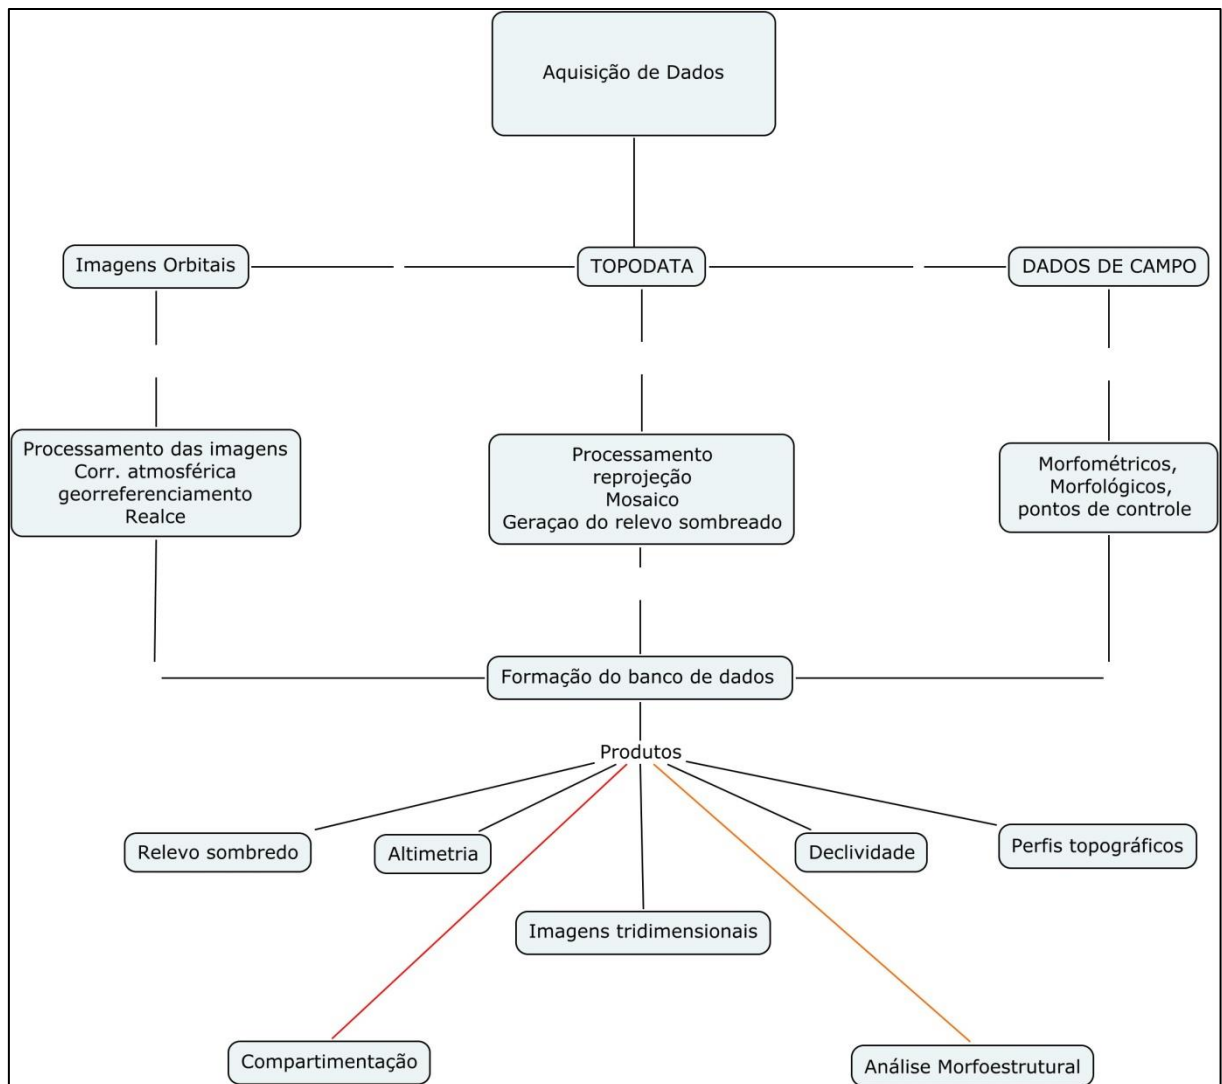 Aquisição de Dados
Imagens Orbitais
TOPODATA
DADOS DE CAMPO
Processamento das imagens
Corr. atmosférica
georreferenciamento
Realce
Processamento
reprojeção
Mosaico
Geraçao do relevo sombreado
Morfométricos,
Morfológicos,
pontos de controle
Formação do banco de dados
Produtos
Relevo sombredo
Altimetria
Declividade
Perfis topográficos
Imagens tridimensionais
Compartimentação
Análise Morfoestrutural